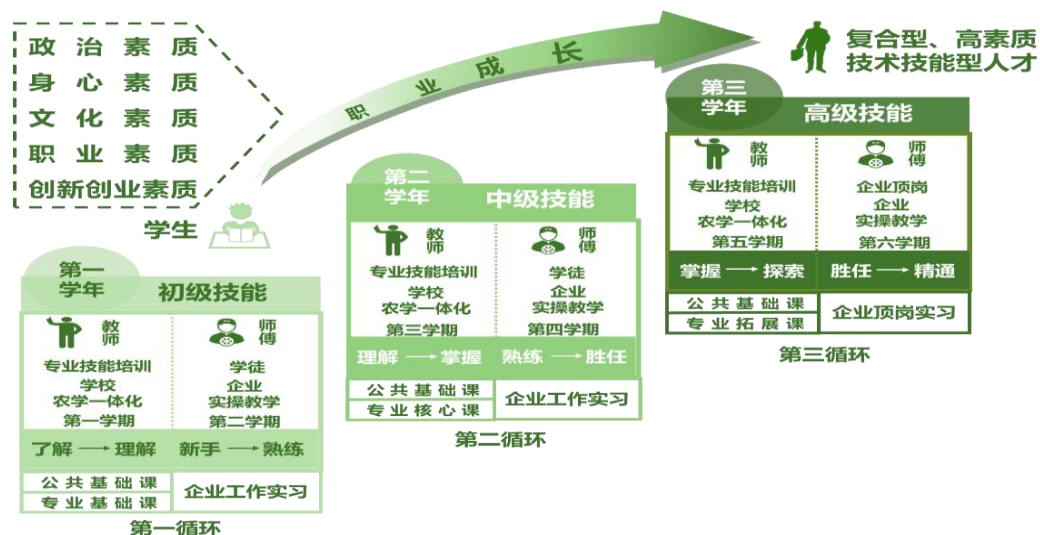 政治素质
身心素质
文化素质
职业素质
创新创业素质
学生
职业成长
复合型、高素质
技术技能型人才
第一
学年
初级技能
教师
师傅
专业技能培训
学校
农学一体化
第一学期
学徒
企业
实操教学
第二学期
了解→理解
新手→熟练
公共基础课
专业基础课
企业工作实习
第一循环
第二
学年
中级技能
教师
师傅
专业技能培训
学校
农学一体化
第三学期
学徒
企业
实操教学
第四学期
理解→掌握
熟练→胜任
公共基础课
专业核心课
企业工作实习
第二循环
第三
学年
高级技能
教师
师傅
专业技能培训
学校
农学一体化
第五学期
企业顶岗
企业
实操教学
第六学期
掌握→探索
胜任→精通
公共基础课
专业拓展课
企业顶岗实习
第三循环